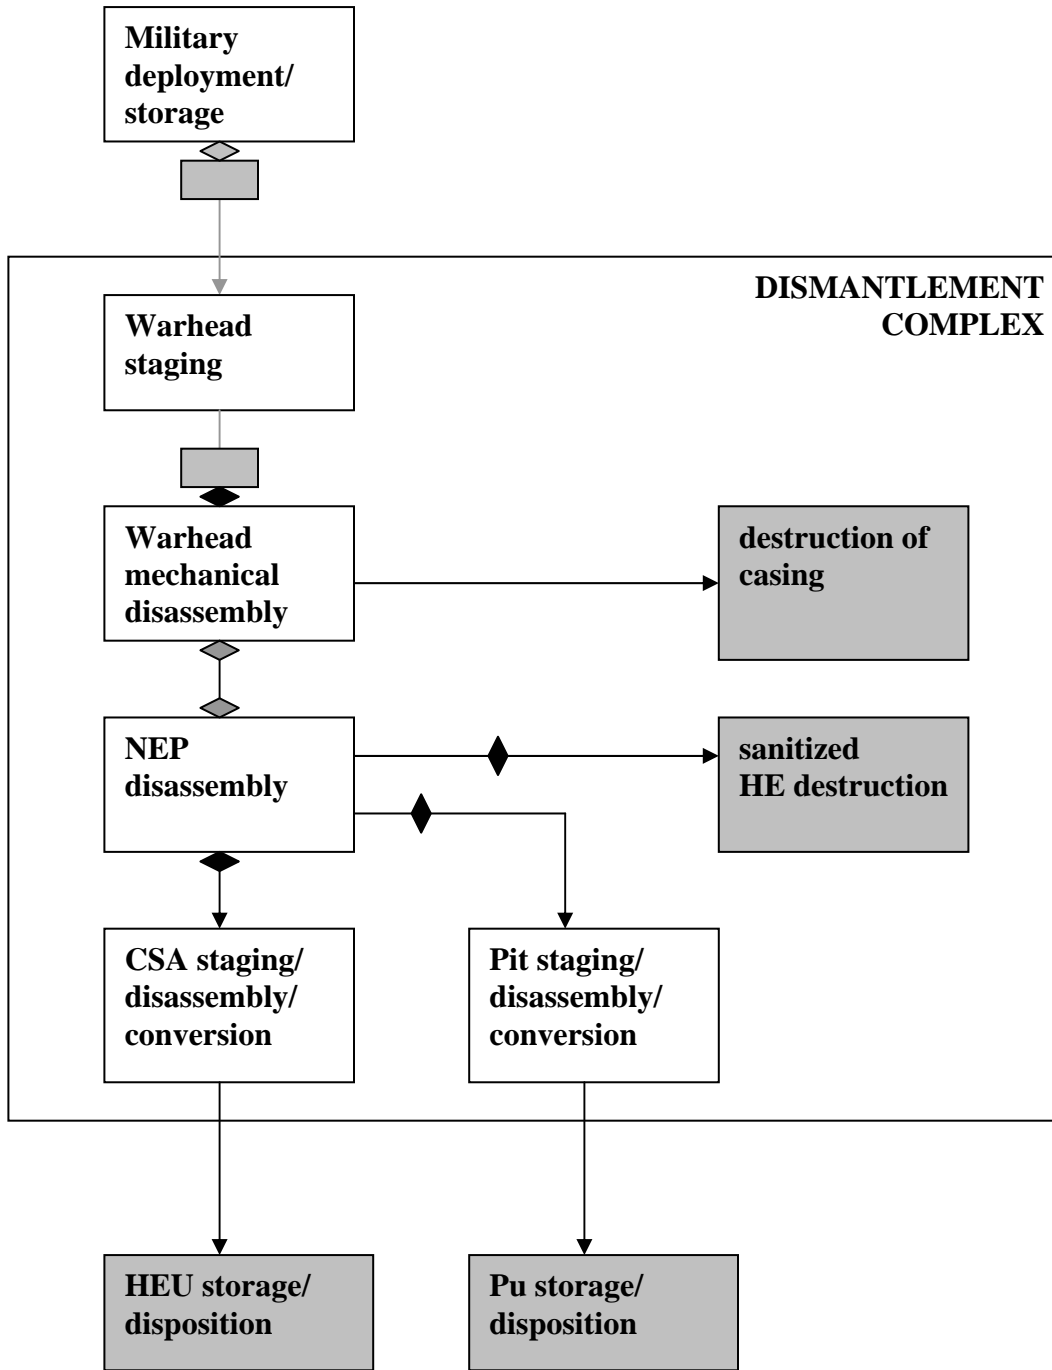 Military
deployment/
storage
DISMANTLEMENT
COMPLEX
Warhead
staging
Warhead
mechanical
disassembly
destruction of
casing
NEP
disassembly
sanitized
HE destruction
CSA staging/
disassembly/
conversion
Pit staging/
disassembly/
conversion
HEU storage/
disposition
Pu storage/
disposition